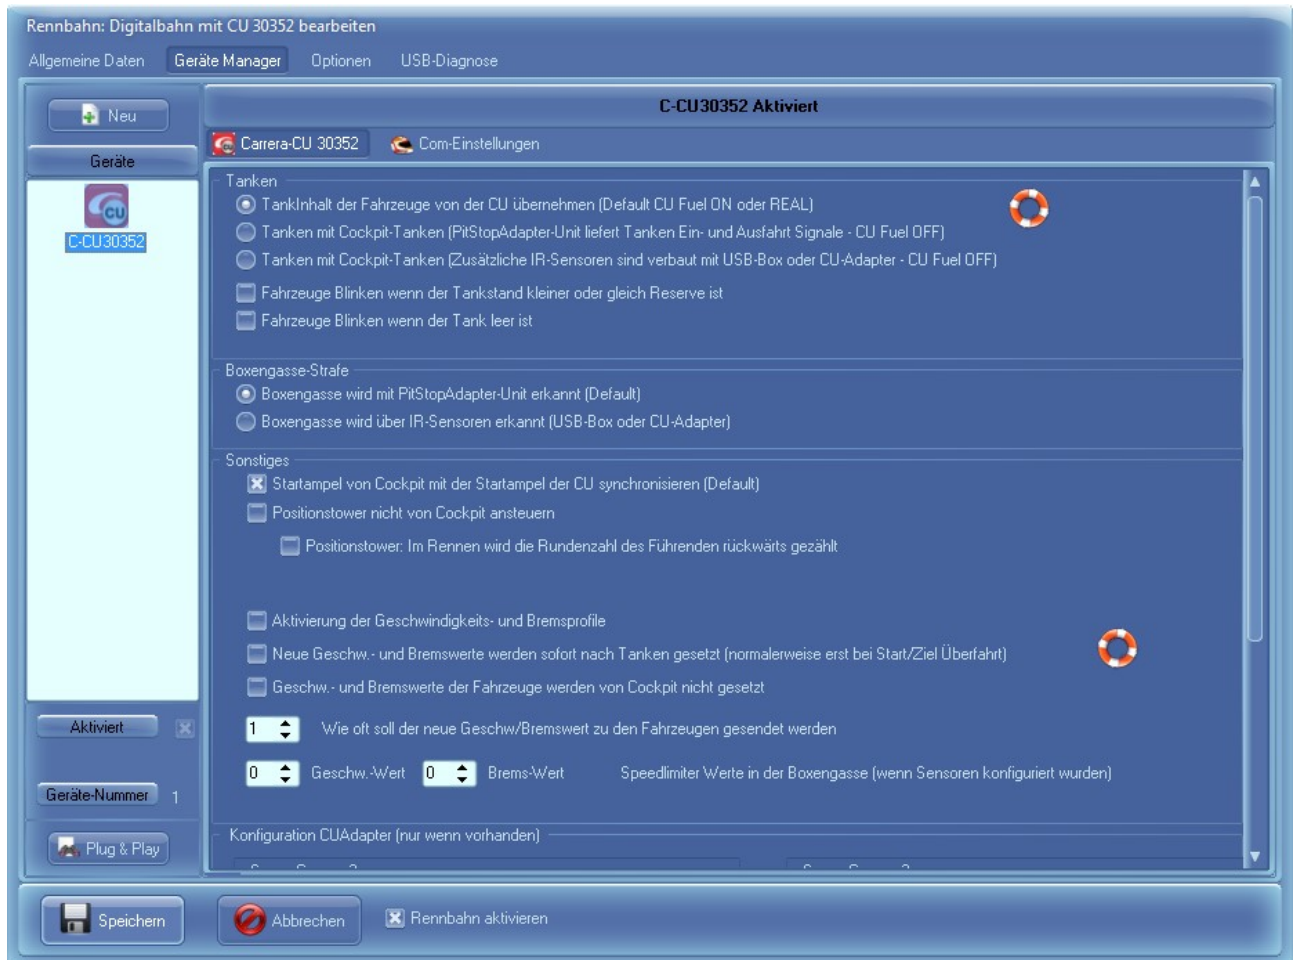 Rennbahn: Digitalbahn mit CU 30352 bearbeiten
Allgemeine Daten Geräte Manager Optionen USB-Diagnose
Neu
C-CU30352 Aktiviert
Carrera-CU 30352 Com-Einstellungen
Geräte
CU
C-CU30352
Tanken
TankInhalt der Fahrzeuge von der CU übernehmen (Default CU Fuel ON oder REAL)
Tanken mit Cockpit-Tanken (PitStopAdapter-Unit liefert Tanken Ein- und Ausfahrt Signale - CU Fuel OFF)
Tanken mit Cockpit-Tanken (Zusätzliche IR-Sensoren sind verbaut mit USB-Box oder CU-Adapter - CU Fuel OFF)
Fahrzeuge Blinken wenn der Tankstand kleiner oder gleich Reserve ist
Fahrzeuge Blinken wenn der Tank leer ist
Boxengasse-Strafe
Boxengasse wird mit PitStopAdapter-Unit erkannt (Default)
Boxengasse wird über IR-Sensoren erkannt (USB-Box oder CU-Adapter)
Sonstiges
Startampel von Cockpit mit der Startampel der CU synchronisieren (Default)
Positionstower nicht von Cockpit ansteuern
Positionstower: Im Rennen wird die Rundenzahl des Führenden rückwärts gezählt
Aktivierung der Geschwindigkeits- und Bremsprofile
Neue Geschw.- und Bremswerte werden sofort nach Tanken gesetzt (normalerweise erst bei Start/Ziel Überfahrt)
Geschw.- und Bremswerte der Fahrzeuge werden von Cockpit nicht gesetzt
1 Wie oft soll der neue Geschw/Bremswert zu den Fahrzeugen gesendet werden
0 Geschw.-Wert 0 Brems-Wert Speedlimiter Werte in der Boxengasse (wenn Sensoren konfiguriert wurden)
Konfiguration CUAdapter (nur wenn vorhanden)
Aktiviert
Geräte-Nummer 1
Plug & Play
Speichern Abbrechen Rennbahn aktivieren